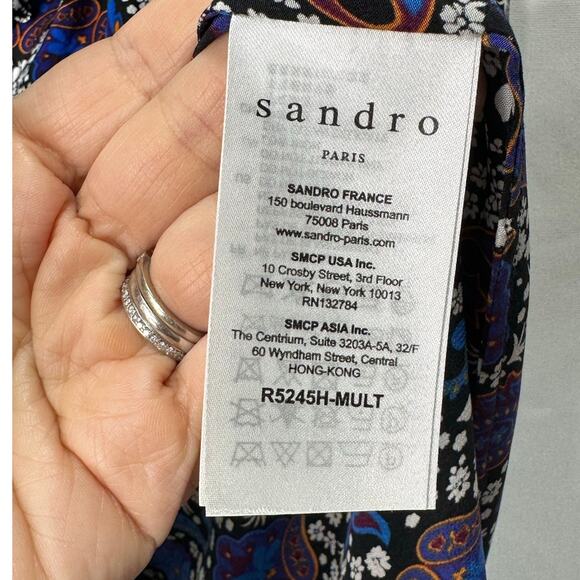 sandro
PARIS
SANDRO FRANCE
150 boulevard Haussmann
75008 Paris
www.sandro-paris.com
SMCP USA Inc.
10 Crosby Street, 3rd Floor
New York, New York 10013
RN132784
SMCP ASIA Inc.
The Centrium, Suite 3203A-5A, 32/F
60 Wyndham Street, Central
HONG-KONG
R5245H-MULT